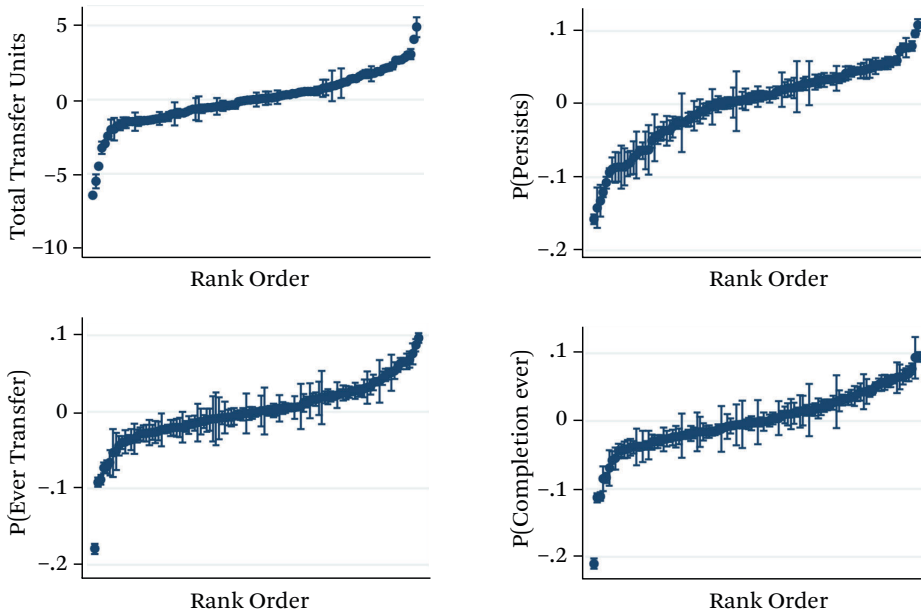 Total Transfer Units
5
0
−5
−10
Rank Order
P(Persists)
.1
0
−.1
−.2
Rank Order
P(Ever Transfer)
.1
0
−.1
−.2
Rank Order
P(Completion ever)
.1
0
−.1
−.2
Rank Order